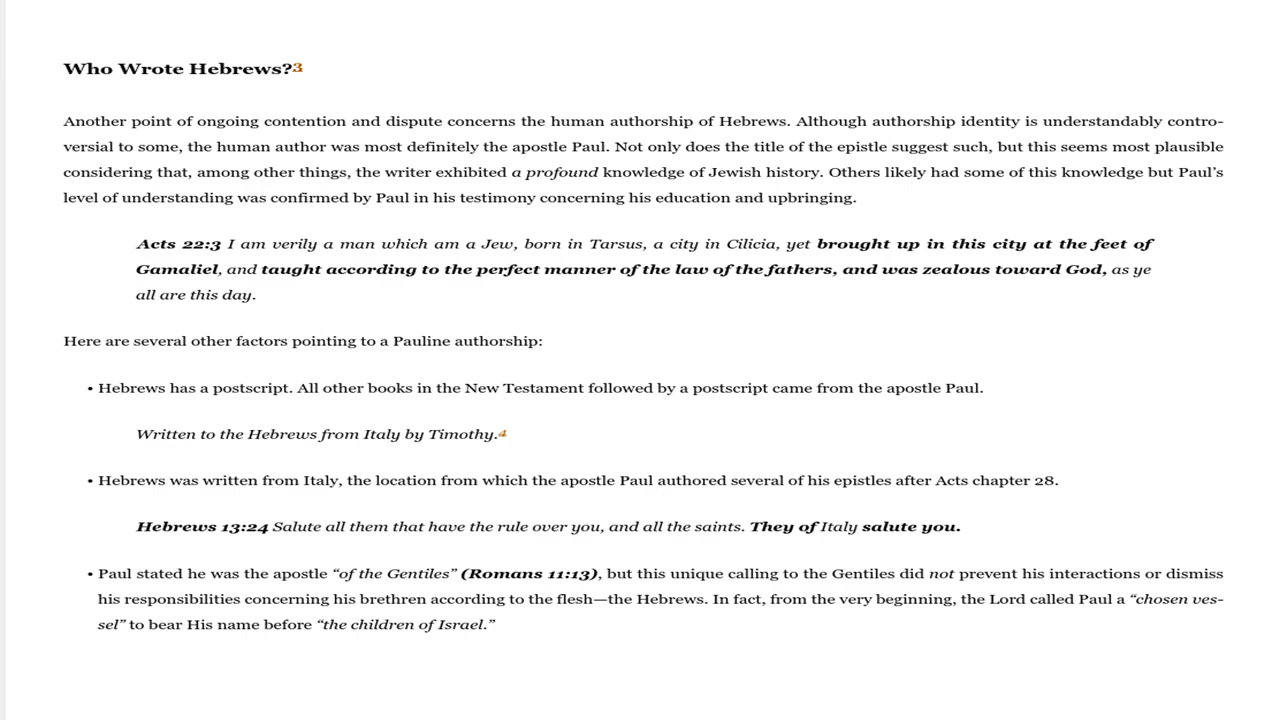 Who Wrote Hebrews?3
Another point of ongoing contention and dispute concerns the human authorship of Hebrews. Although authorship identity is understandably contro-
versial to some, the human author was most definitely the apostle Paul. Not only does the title of the epistle suggest such, but this seems most plausible
considering that, among other things, the writer exhibited a profound knowledge of Jewish history. Others likely had some of this knowledge but Paul’s
level of understanding was confirmed by Paul in his testimony concerning his education and upbringing.
Acts 22:3 I am verily a man which am a Jew, born in Tarsus, a city in Cilicia, yet brought up in this city at the feet of
Gamaliel, and taught according to the perfect manner of the law of the fathers, and was zealous toward God, as ye
all are this day.
Here are several other factors pointing to a Pauline authorship:
• Hebrews has a postscript. All other books in the New Testament followed by a postscript came from the apostle Paul.
Written to the Hebrews from Italy by Timothy.4
• Hebrews was written from Italy, the location from which the apostle Paul authored several of his epistles after Acts chapter 28.
Hebrews 13:24 Salute all them that have the rule over you, and all the saints. They of Italy salute you.
• Paul stated he was the apostle “of the Gentiles” (Romans 11:13), but this unique calling to the Gentiles did not prevent his interactions or dismiss
his responsibilities concerning his brethren according to the flesh—the Hebrews. In fact, from the very beginning, the Lord called Paul a “chosen ves-
sel” to bear His name before “the children of Israel.”